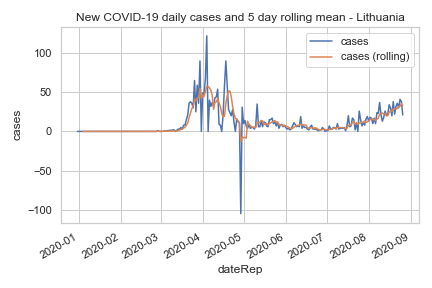 New COVID-19 daily cases and 5 day rolling mean - Lithuania
cases
cases (rolling)
cases
100
50
0
−50
−100
2020-01
2020-02
2020-03
2020-04
2020-05
2020-06
2020-07
2020-08
2020-09
dateRep